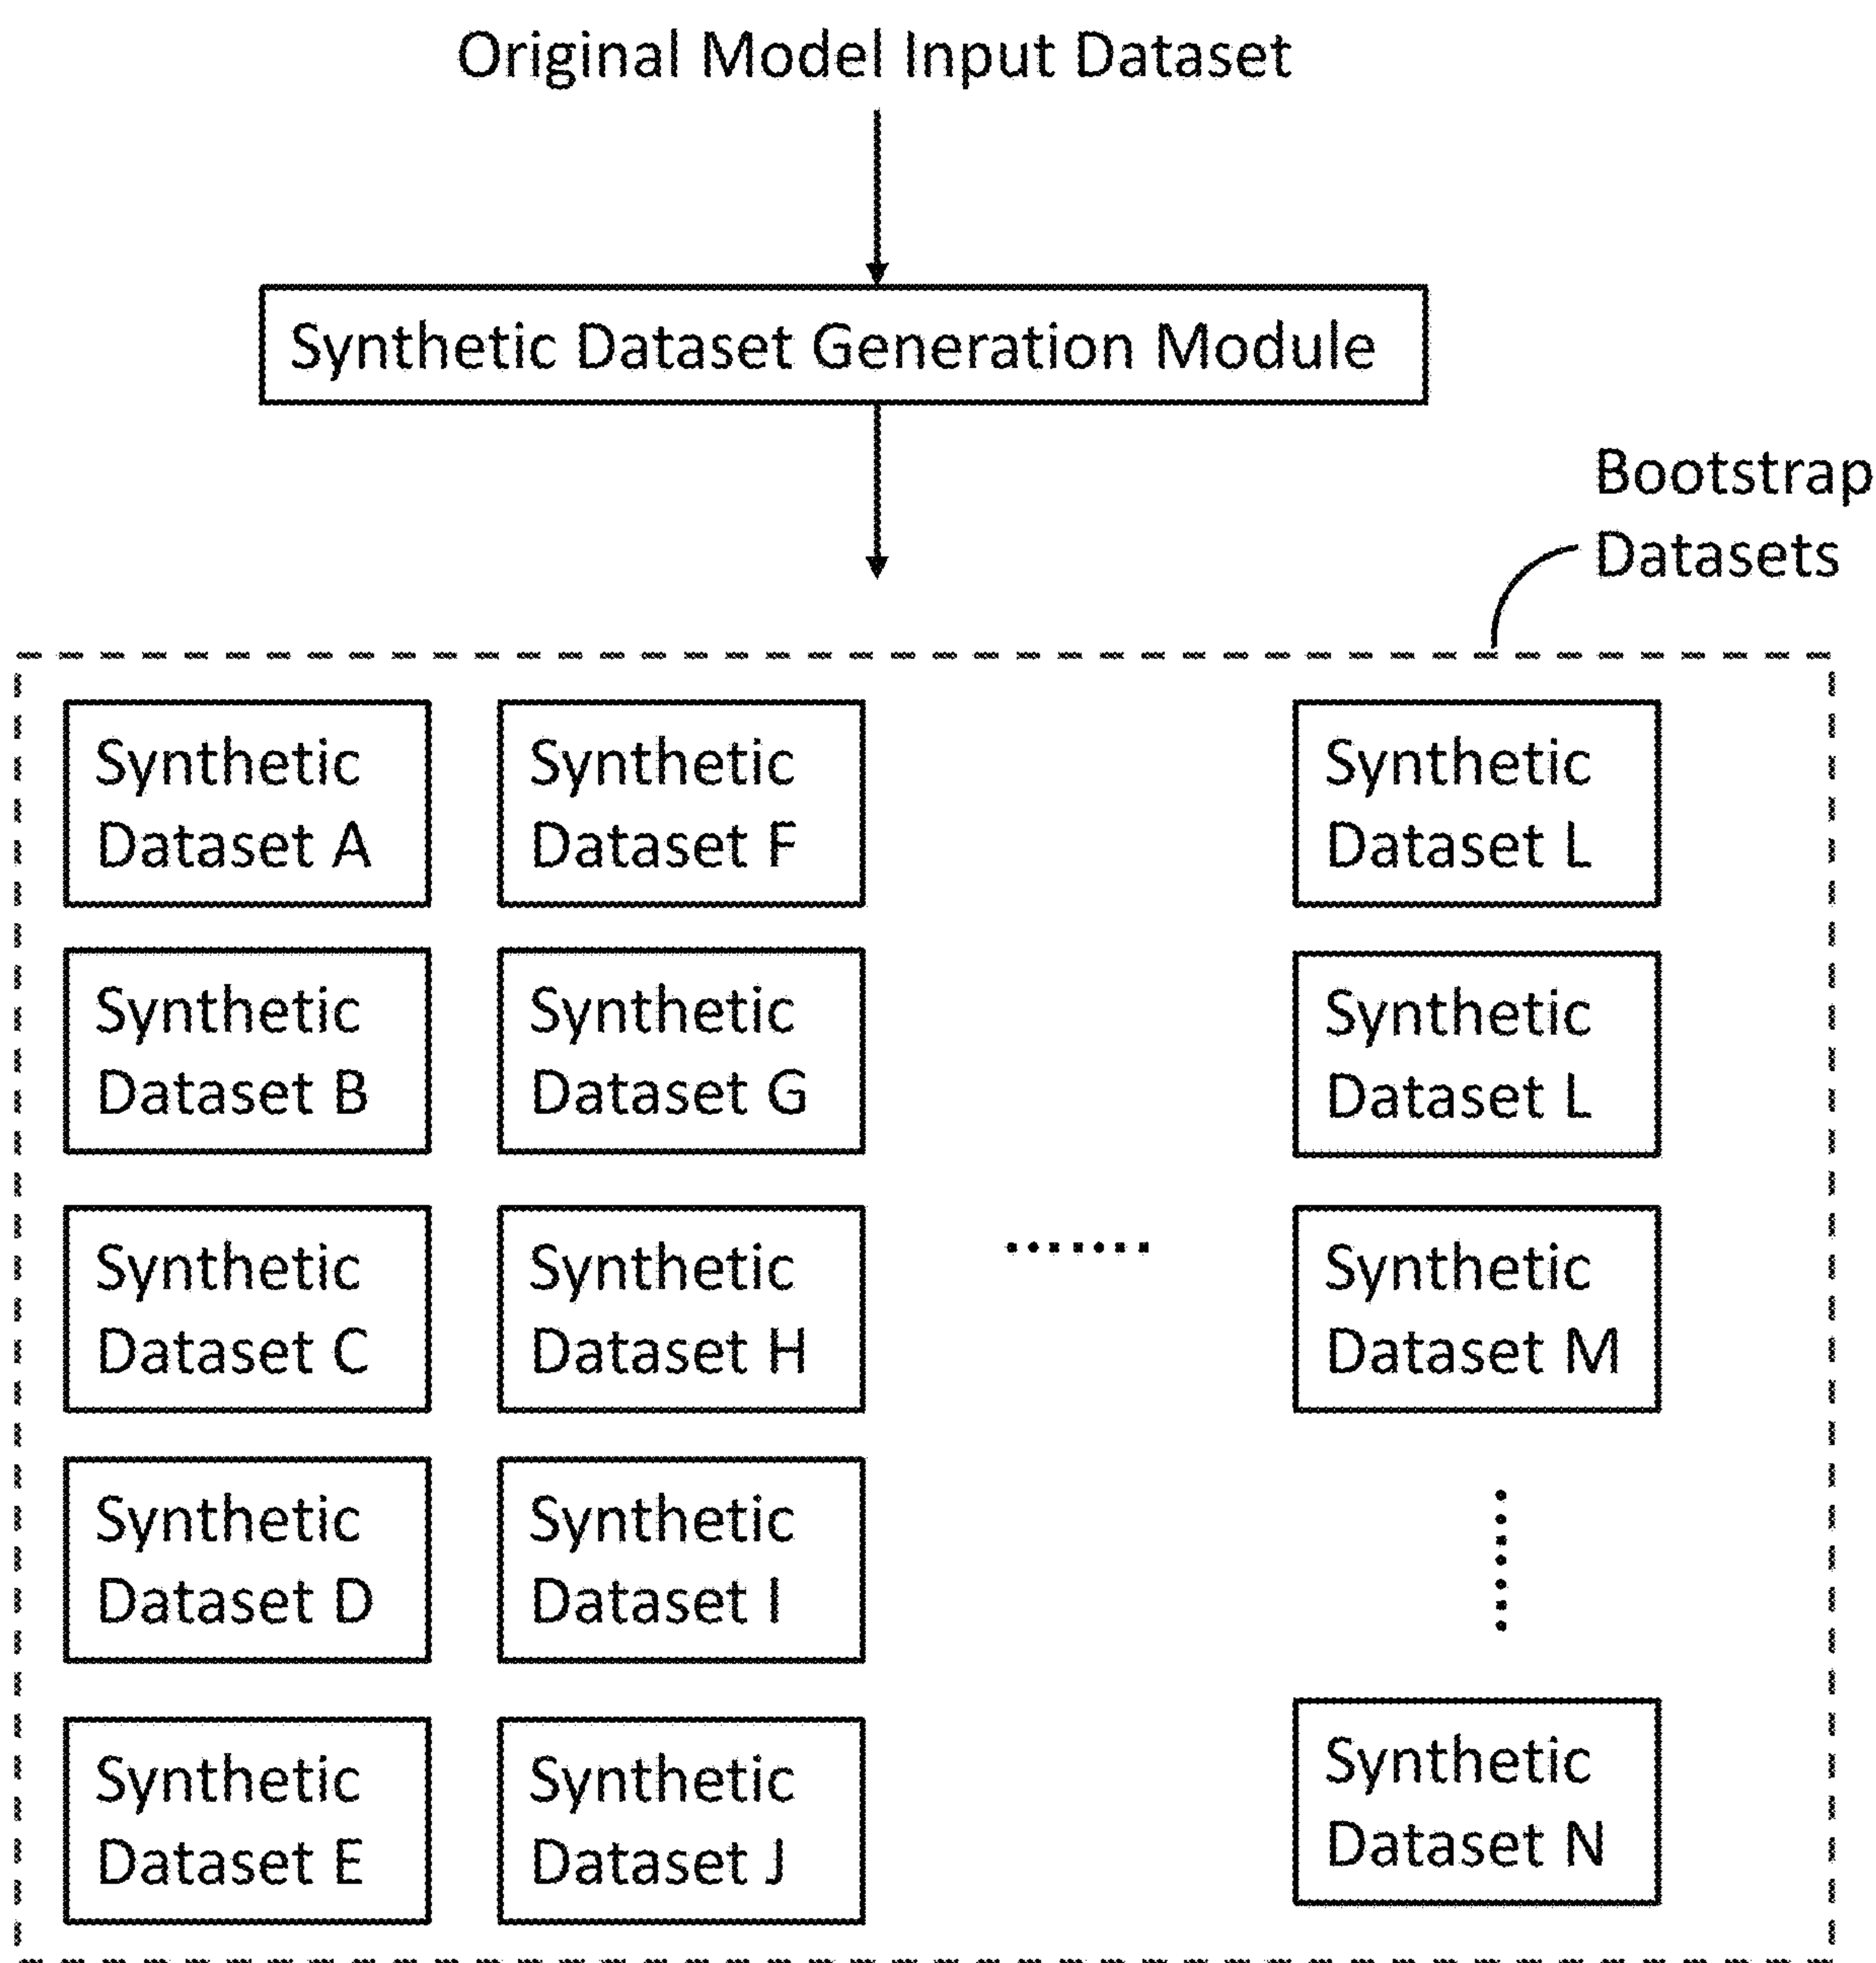 Original Model Input Dataset
Synthetic Dataset Generation Module
Bootstrap
Datasets
Synthetic
Dataset A
Synthetic
Dataset F
Synthetic
Dataset L
Synthetic
Dataset B
Synthetic
Dataset G
Synthetic
Dataset L
Synthetic
Dataset C
Synthetic
Dataset H
Synthetic
Dataset M
Synthetic
Dataset D
Synthetic
Dataset I
Synthetic
Dataset E
Synthetic
Dataset J
Synthetic
Dataset N